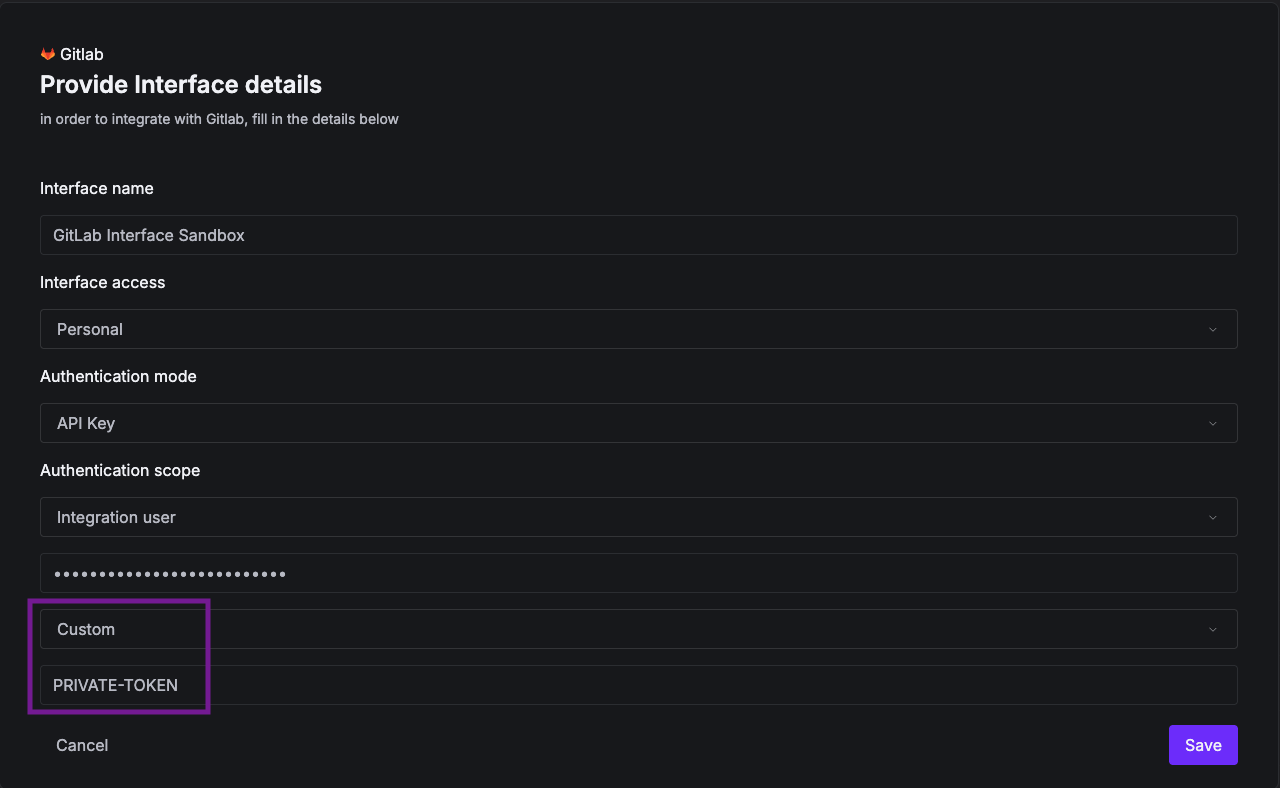 Gitlab
Provide Interface details
in order to integrate with Gitlab, fill in the details below
Interface name
GitLab Interface Sandbox
Interface access
Personal
Authentication mode
API Key
Authentication scope
Integration user
••••••••••••••••••••••••••
Custom
PRIVATE-TOKEN
Cancel
Save